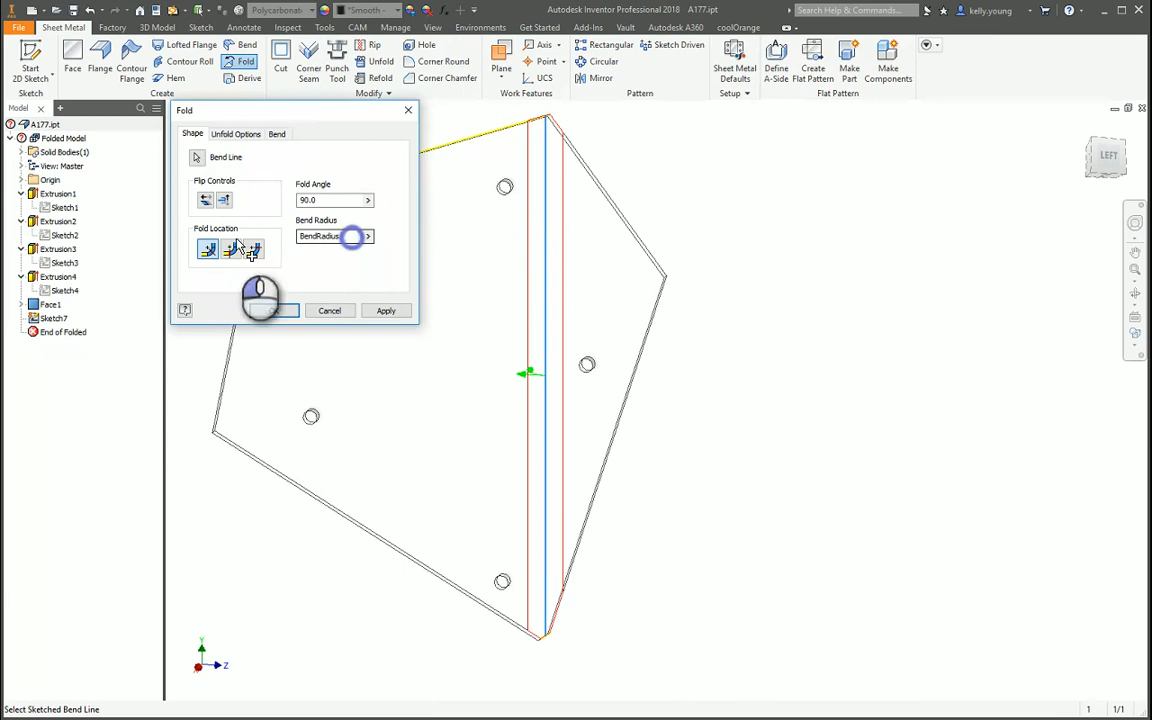 Polycarbonat
*Smooth -
Autodesk Inventor Professional 2018 A177.ipt
Search Help & Commands...
kelly.young
File Sheet Metal Factory 3D Model Sketch Annotate Inspect Tools CAM View Environments Get Started Vault Autodesk A360 Add-Ins coolOrange
Start 2D Sketch
Face
Flange
Contour Flange
Lofted Flange Bend
Contour Roll Fold
Hem Derive
Cut
Corner Seam
Punch Tool
Rip Hole
Unfold Corner Round
Refold Corner Chamfer
Plane
Axis
Point
UCS
Rectangular Sketch Driven
Circular
Mirror
Sheet Metal Defaults
Define A-Side
Create Flat Pattern
Make Part
Make Components
Sketch Create Modify Work Features Pattern Setup Flat Pattern
Model
A177.ipt
Folded Model
Solid Bodies(1)
View: Master
Origin
Extrusion1
Sketch1
Extrusion2
Sketch2
Extrusion3
Sketch3
Extrusion4
Sketch4
Face1
Sketch7
End of Folded
Fold
Shape Unfold Options Bend
Bend Line
Flip Controls
Fold Angle
90.0
Bend Radius
BendRadius
Fold Location
Cancel Apply
LEFT
Y
Z
Select Sketched Bend Line
1 1/1